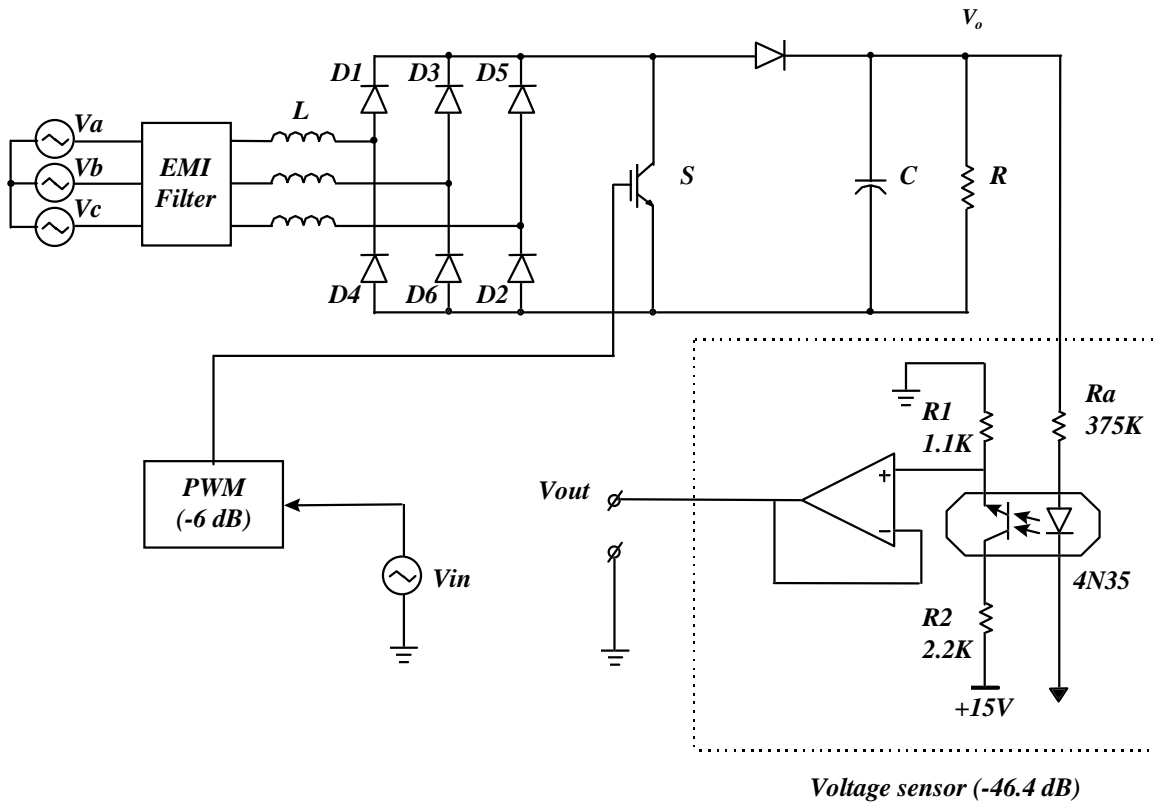 Vo
D1
D3
D5
L
Va
Vb
Vc
EMI
Filter
S
C
R
D4
D6
D2
R1
1.1K
Ra
375K
PWM
(-6 dB)
Vout
+
−
Vin
4N35
R2
2.2K
+15V
Voltage sensor (-46.4 dB)